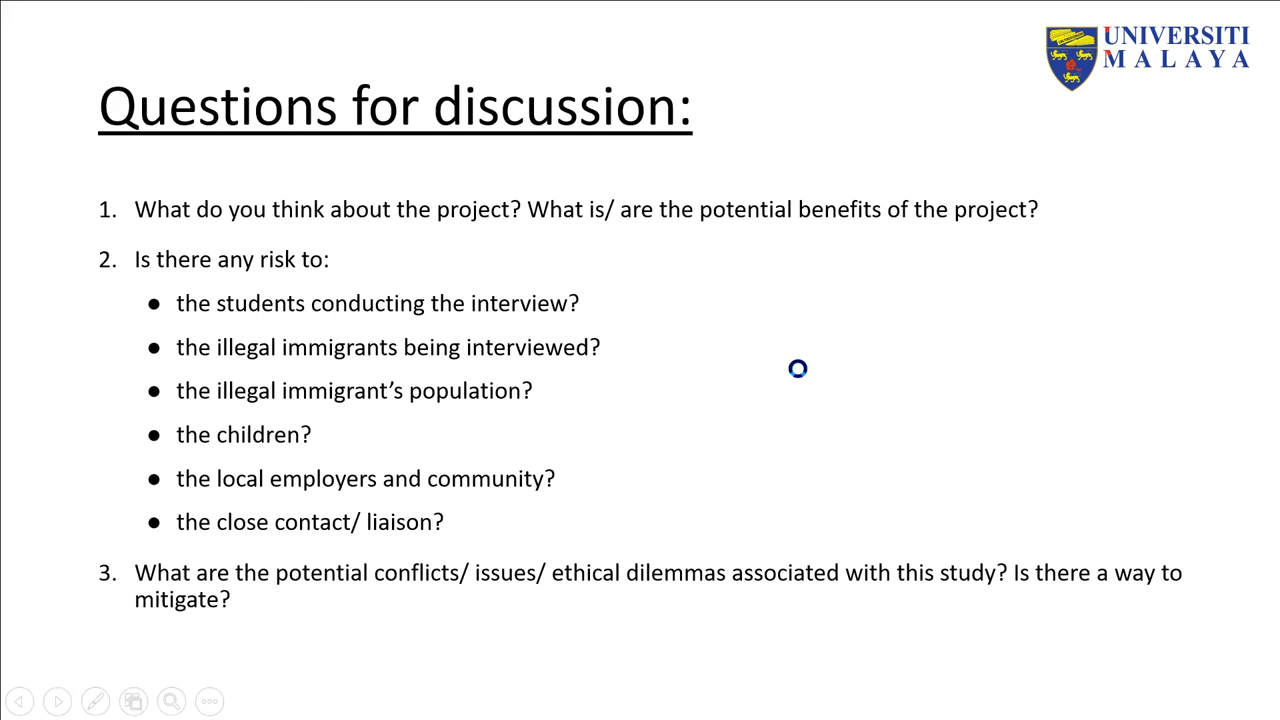 UNIVERSITI
MALAYA
Questions for discussion:
1. What do you think about the project? What is/ are the potential benefits of the project?
2. Is there any risk to:
● the students conducting the interview?
● the illegal immigrants being interviewed?
● the illegal immigrant’s population?
● the children?
● the local employers and community?
● the close contact/ liaison?
3. What are the potential conflicts/ issues/ ethical dilemmas associated with this study? Is there a way to
mitigate?